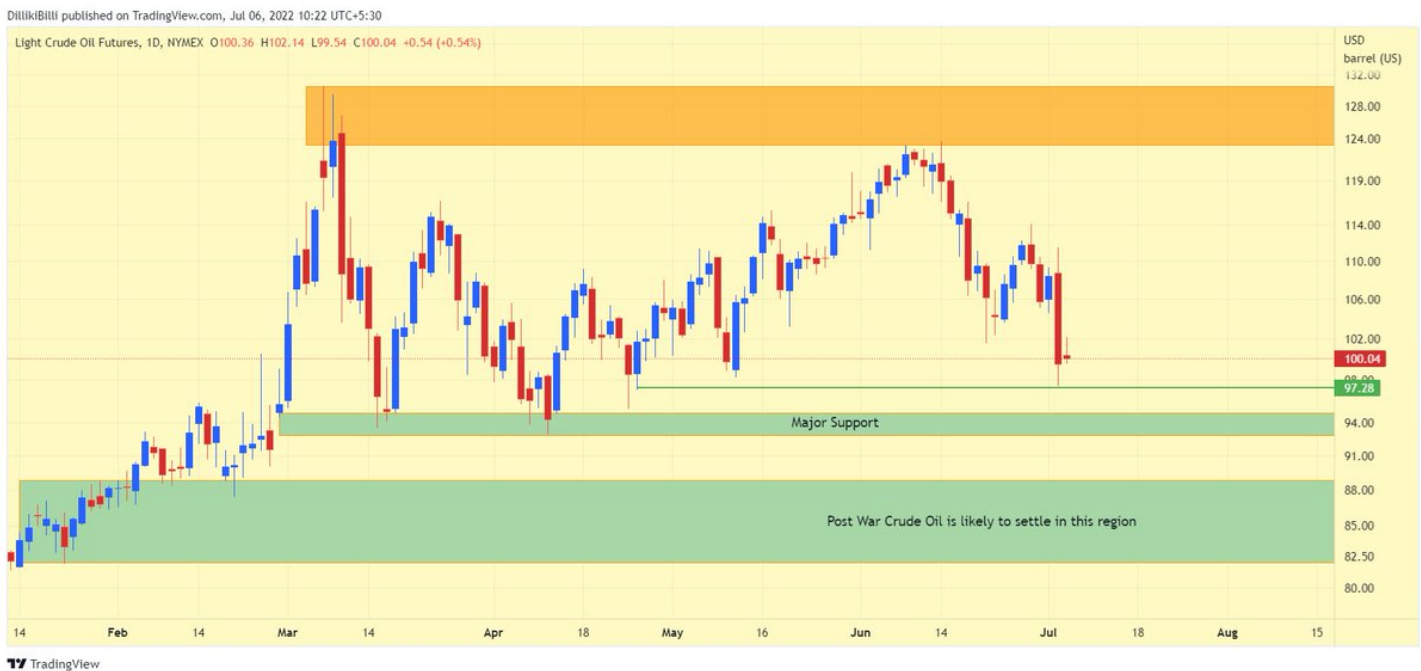 DillikiBilli published on TradingView.com, Jul 06, 2022 10:22 UTC+5:30
Light Crude Oil Futures, 1D, NYMEX O100.36 H102.14 L99.54 C100.04 +0.54 (+0.54%)
USD
barrel (US)
132.00
128.00
124.00
119.00
114.00
110.00
106.00
102.00
100.04
98.00
97.28
Major Support
94.00
91.00
88.00
Post War Crude Oil is likely to settle in this region
85.00
82.50
80.00
14 Feb 14 Mar 14 Apr 18 May 16 Jun 14 Jul 18 Aug 15
TradingView